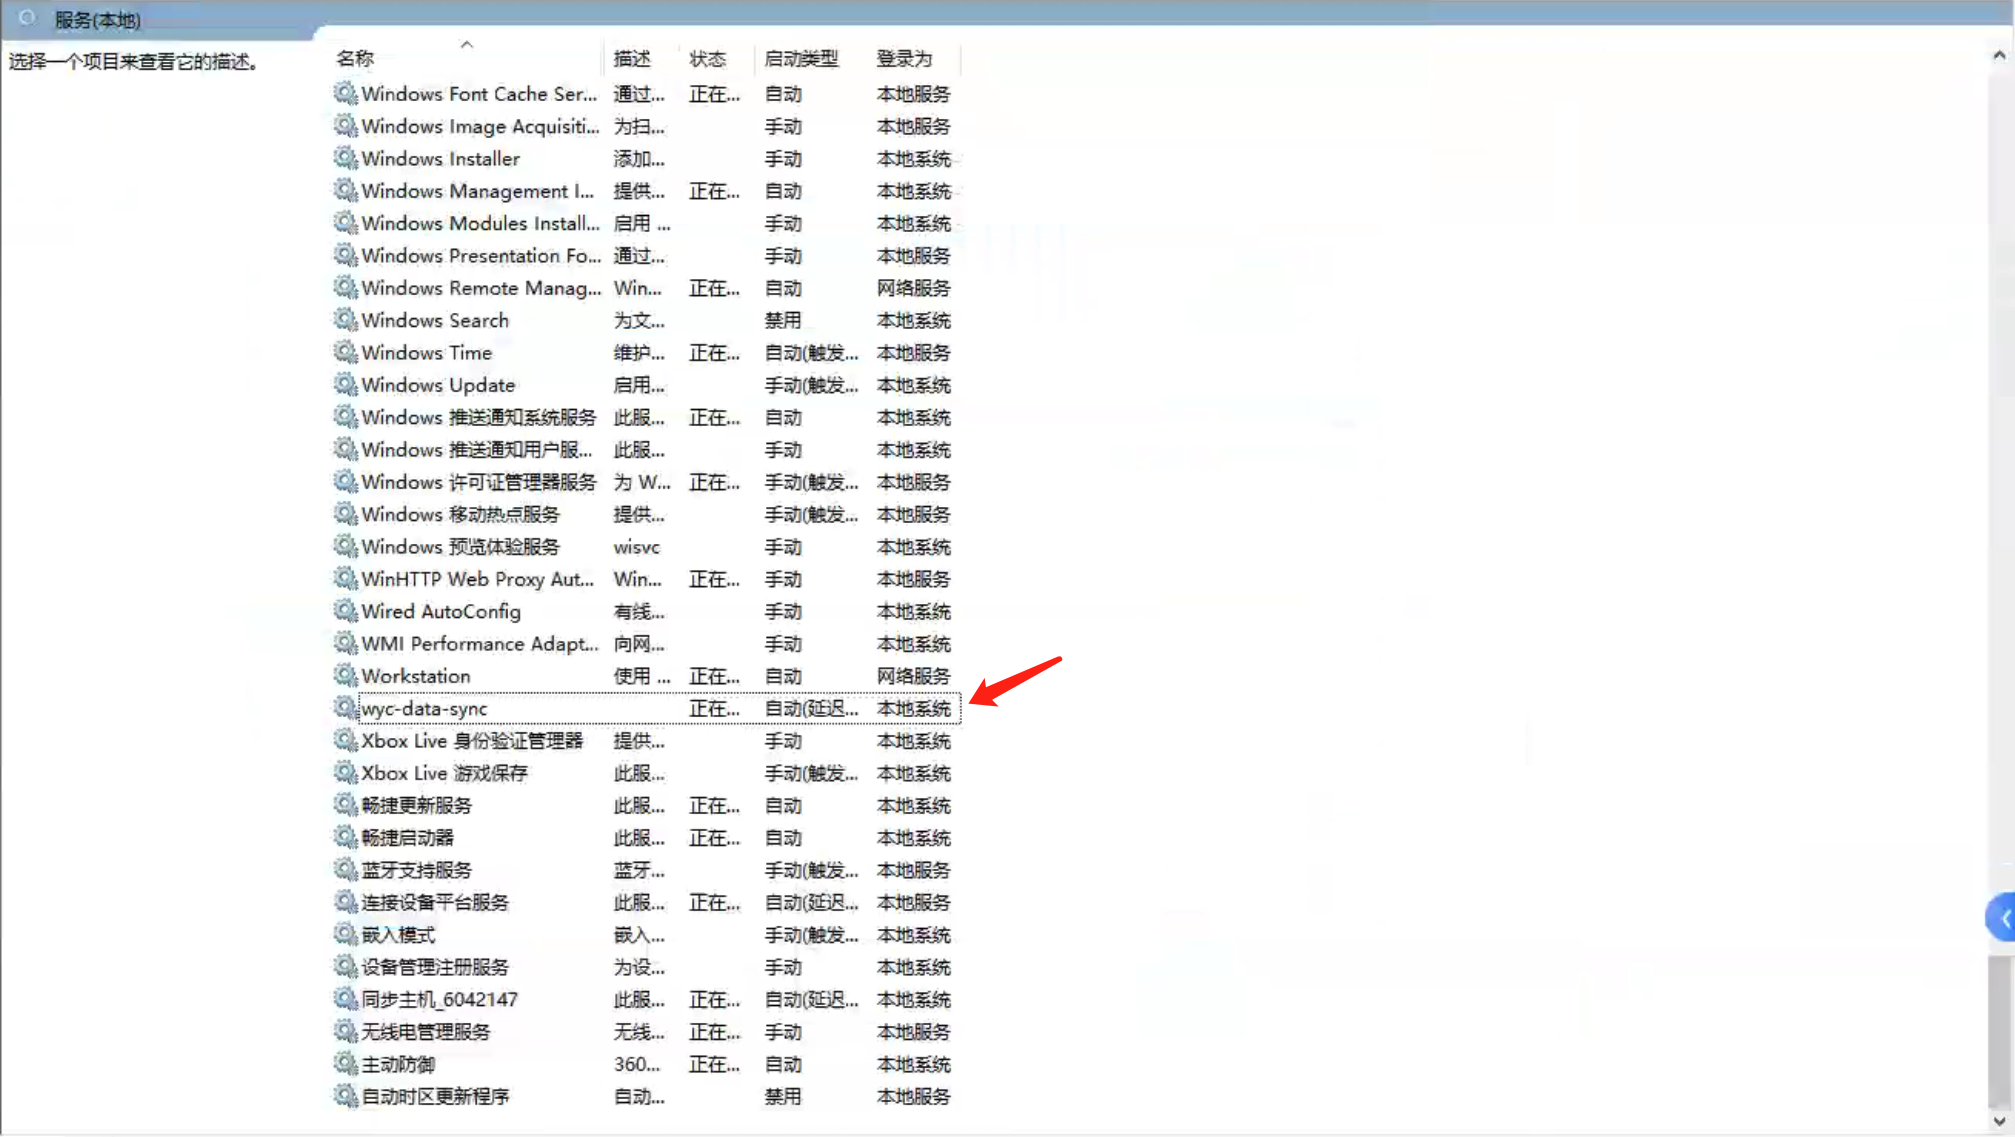 服务(本地)
选择一个项目来查看它的描述。
名称 描述 状态 启动类型 登录为
Windows Font Cache Ser... 通过... 正在... 自动 本地服务
Windows Image Acquisiti... 为扫... 手动 本地服务
Windows Installer 添加... 手动 本地系统
Windows Management I... 提供... 正在... 自动 本地系统
Windows Modules Install... 启用 ... 手动 本地系统
Windows Presentation Fo... 通过... 手动 本地服务
Windows Remote Manag... Win... 正在... 自动 网络服务
Windows Search 为文... 禁用 本地系统
Windows Time 维护... 正在... 自动(触发... 本地服务
Windows Update 启用... 手动(触发... 本地系统
Windows 推送通知系统服务 此服... 正在... 自动 本地系统
Windows 推送通知用户服... 此服... 手动 本地系统
Windows 许可证管理器服务 为 W... 正在... 手动(触发... 本地服务
Windows 移动热点服务 提供... 手动(触发... 本地服务
Windows 预览体验服务 wisvc 手动 本地系统
WinHTTP Web Proxy Aut... Win... 正在... 手动 本地服务
Wired AutoConfig 有线... 手动 本地系统
WMI Performance Adapt... 向网... 手动 本地系统
Workstation 使用 ... 正在... 自动 网络服务
wyc-data-sync 正在... 自动(延迟... 本地系统
Xbox Live 身份验证管理器 提供... 手动 本地系统
Xbox Live 游戏保存 此服... 手动(触发... 本地系统
畅捷更新服务 此服... 正在... 自动 本地系统
畅捷启动器 此服... 正在... 自动 本地系统
蓝牙支持服务 蓝牙... 手动(触发... 本地服务
连接设备平台服务 此服... 正在... 自动(延迟... 本地服务
嵌入模式 嵌入... 手动(触发... 本地系统
设备管理注册服务 为设... 手动 本地系统
同步主机_6042147 此服... 正在... 自动(延迟... 本地系统
无线电管理服务 无线... 正在... 手动 本地服务
主动防御 360... 正在... 自动 本地系统
自动时区更新程序 自动... 禁用 本地服务